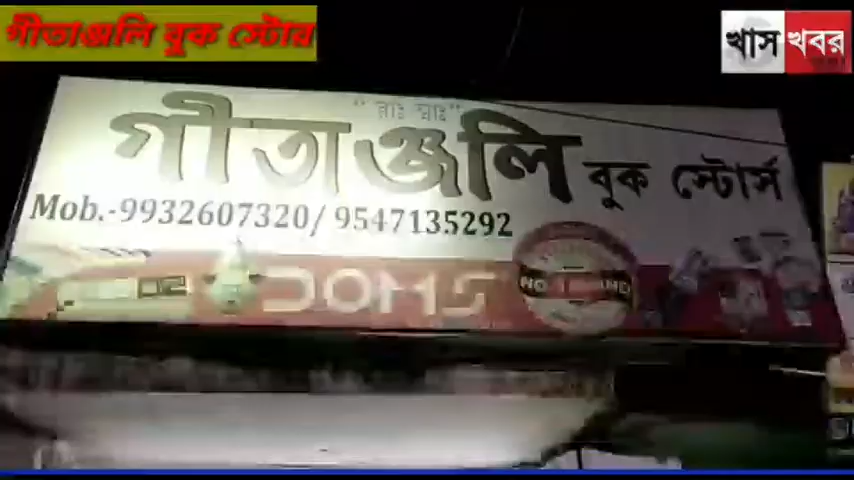 গীতাঞ্জলি বুক স্টোর
খাস খবর
"রাঃ স্বাঃ"
গীতাঞ্জলি বুক স্টোর্স
Mob.-9932607320/ 9547135292
DOMS
NO.1 BRAND